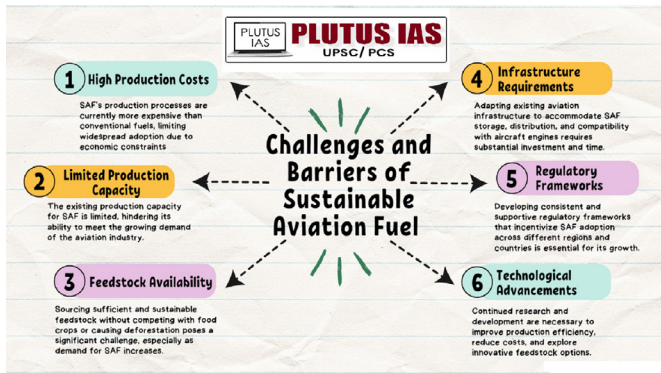 PLUTUS IAS
PLUTUS IAS
UPSC/ PCS
Challenges and
Barriers of
Sustainable
Aviation Fuel
1 High Production Costs
SAF's production processes are
currently more expensive than
conventional fuels, limiting
widespread adoption due to
economic constraints
2 Limited Production
Capacity
The existing production capacity
for SAF is limited, hindering its
ability to meet the growing demand
of the aviation industry.
3 Feedstock Availability
Sourcing sufficient and sustainable
feedstock without competing with food
crops or causing deforestation poses a
significant challenge, especially as
demand for SAF increases.
4 Infrastructure
Requirements
Adapting existing aviation
infrastructure to accommodate SAF
storage, distribution, and compatibility
with aircraft engines requires
substantial investment and time.
5 Regulatory
Frameworks
Developing consistent and
supportive regulatory frameworks
that incentivize SAF adoption
across different regions and
countries is essential for its growth.
6 Technological
Advancements
Continued research and
development are necessary to
improve production efficiency,
reduce costs, and explore
innovative feedstock options.